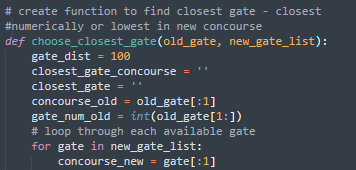 # create function to find closest gate - closest
#numerically or lowest in new concourse
def choose_closest_gate(old_gate, new_gate_list):
    gate_dist = 100
    closest_gate_concourse = ''
    closest_gate = ''
    concourse_old = old_gate[:1]
    gate_num_old = int(old_gate[1:])
    # loop through each available gate
    for gate in new_gate_list:
        concourse_new = gate[:1]